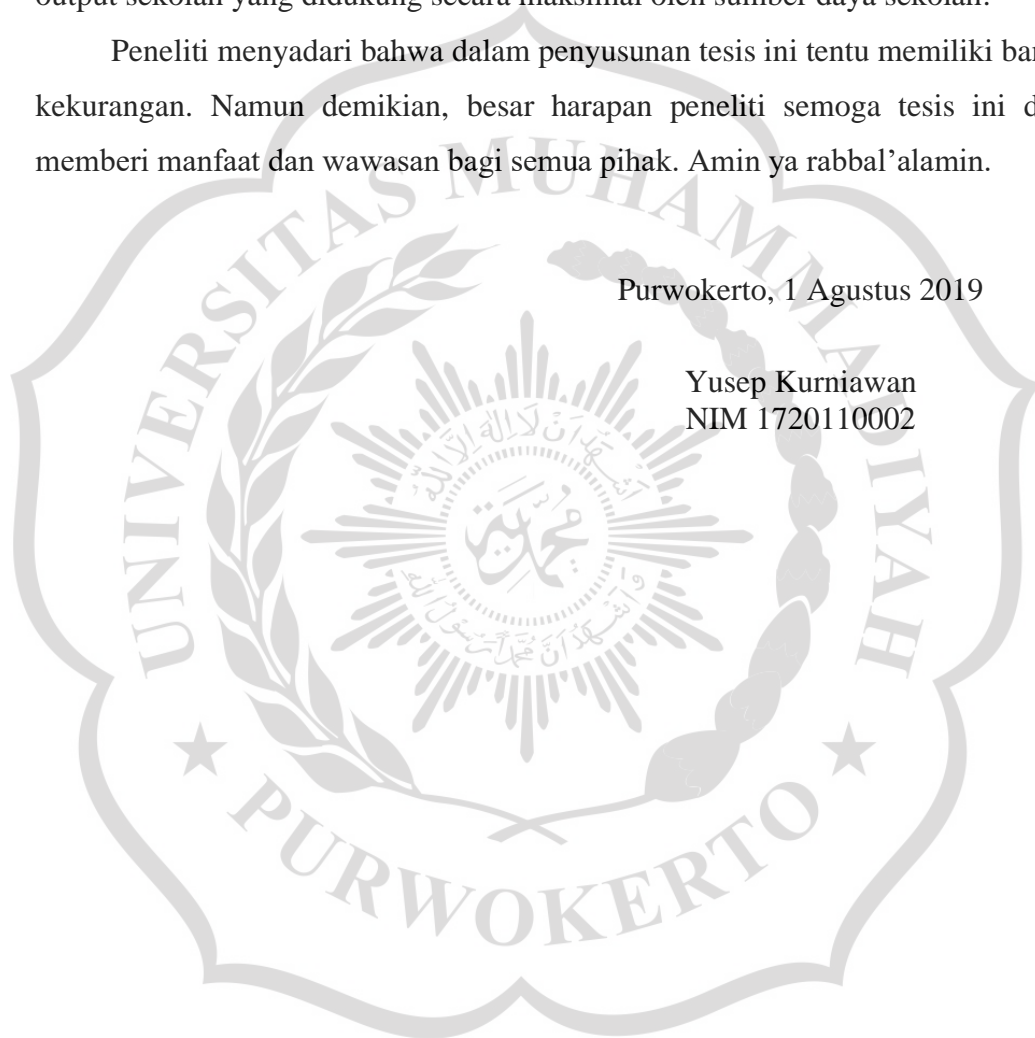 output sekolah yang didukung secara maksimal oleh sumber daya sekolah.
Peneliti menyadari bahwa dalam penyusunan tesis ini tentu memiliki
kekurangan. Namun demikian, besar harapan peneliti semoga tesis ini
memberi manfaat dan wawasan bagi semua pihak. Amin ya rabbal’alamin.
Purwokerto, 1 Agustus 2019
Yusep Kurniawan
NIM 1720110002
UNIVERSITAS MUHAMMADIYAH
PURWOKERTO